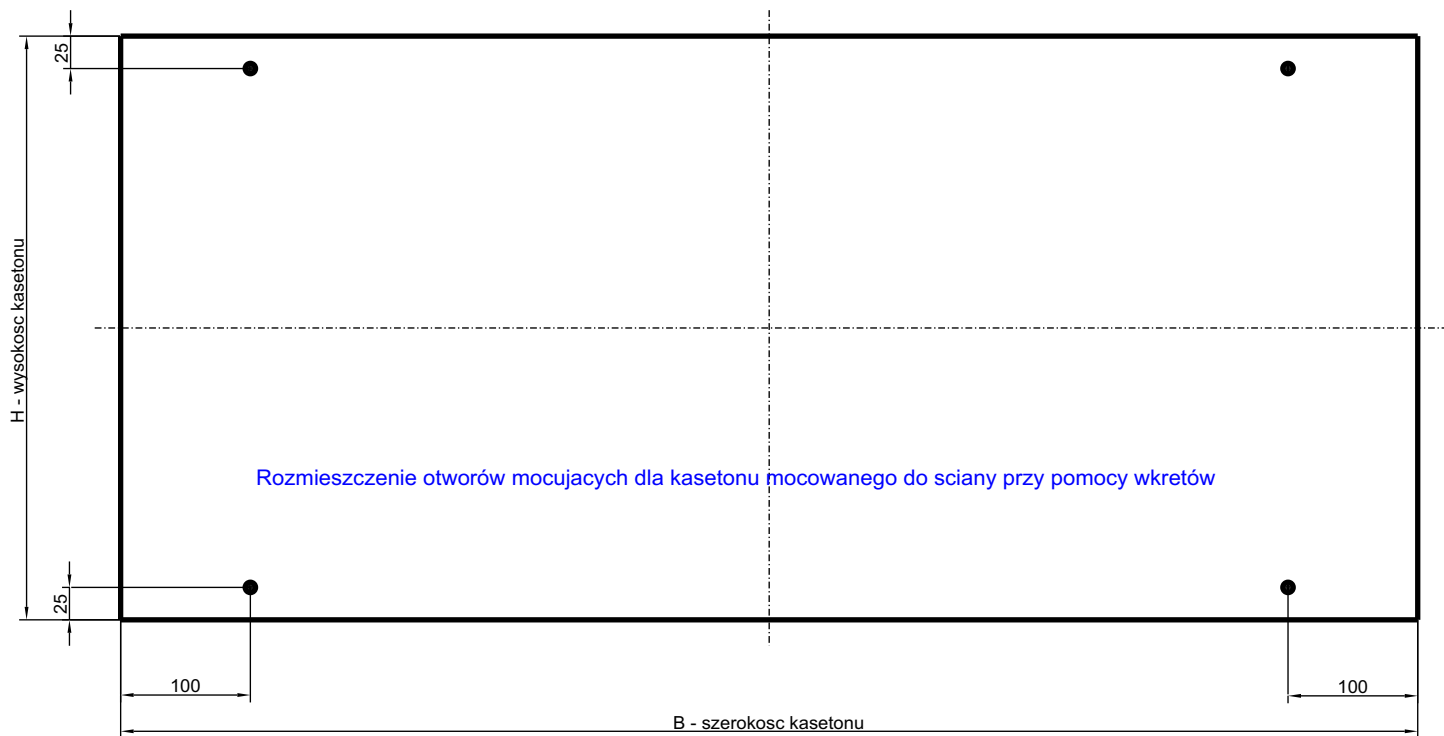 25
H - wysokosc kasetonu
Rozmieszczenie otworów mocujacych dla kasetonu mocowanego do sciany przy pomocy wkretów
25
100
100
B - szerokosc kasetonu